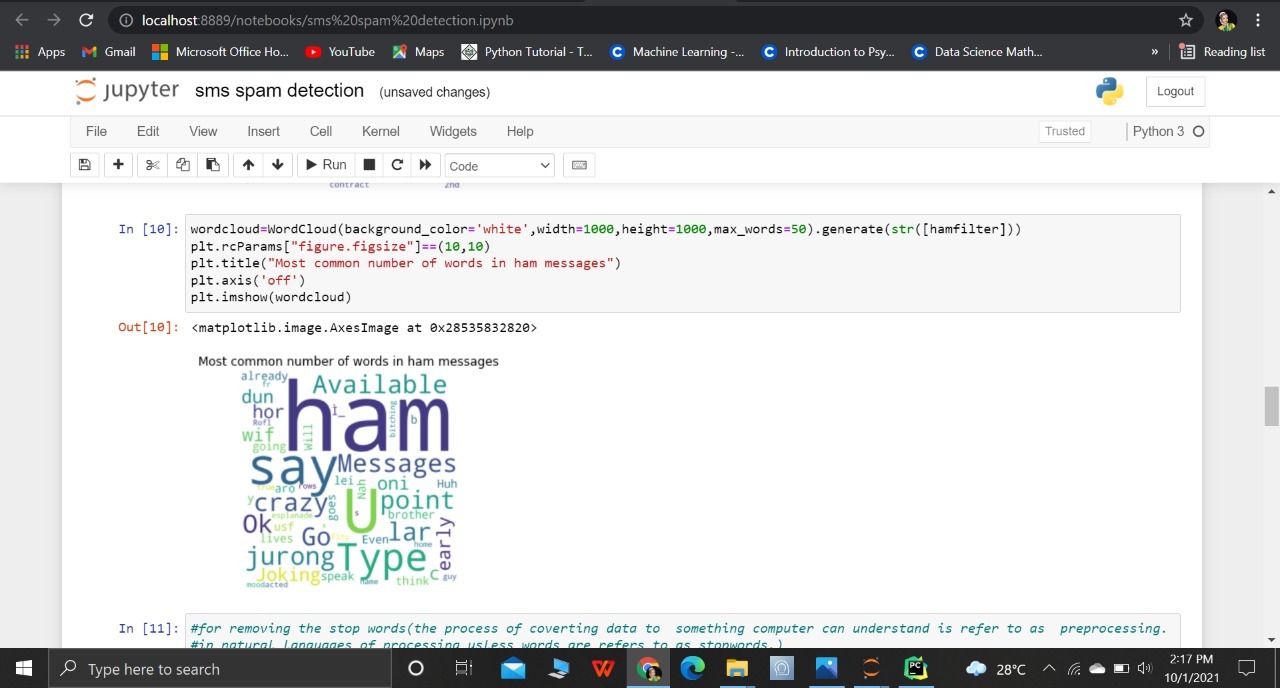 localhost:8889/notebooks/sms%20spam%20detection.ipynb
Apps Gmail Microsoft Office Ho... YouTube Maps Python Tutorial - T... Machine Learning -... Introduction to Psy... Data Science Math... » Reading list
jupyter sms spam detection (unsaved changes) Logout
File Edit View Insert Cell Kernel Widgets Help Trusted Python 3
Run Code
contract 2nd
In [10]: wordcloud=WordCloud(background_color='white',width=1000,height=1000,max_words=50).generate(str([hamfilter]))
plt.rcParams["figure.figsize"]==(10,10)
plt.title("Most common number of words in ham messages")
plt.axis('off')
plt.imshow(wordcloud)
Out[10]: <matplotlib.image.AxesImage at 0x28535832820>
Most common number of words in ham messages
already
fr
Available
dun
ham
hor
Rofl
wif
going
Will
bitching
b
say
Messages
lei
oni
Huh
aro
rows
Nah
y
crazy
goes
U
point
brother
esplanade
Ok
usf
s
x
lives
Go
Even
lar
home
early
jurong
Type
Joking
speak
name
think
C
guy
moodacted
In [11]: #for removing the stop words(the process of coverting data to something computer can understand is refer to as preprocessing.
#in natural languages of processing usless words are refers to as stopwords.)
Type here to search
PC
28°C
2:17 PM
10/1/2021